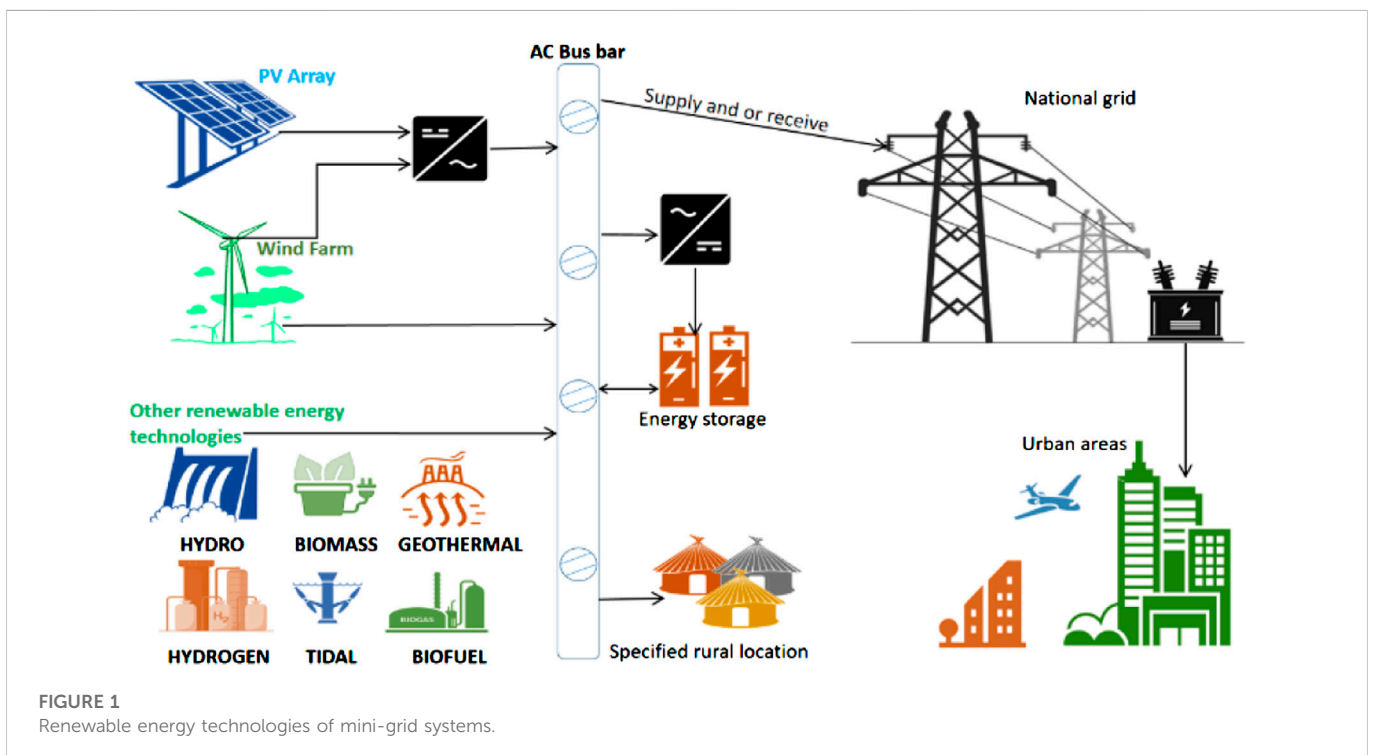 AC Bus bar
PV Array
Supply and or receive
National grid
Wind Farm
Energy storage
Other renewable energy
technologies
Urban areas
HYDRO
BIOMASS
GEOTHERMAL
H2
BIOGAS
HYDROGEN
TIDAL
BIOFUEL
Specified rural location
FIGURE 1
Renewable energy technologies of mini-grid systems.